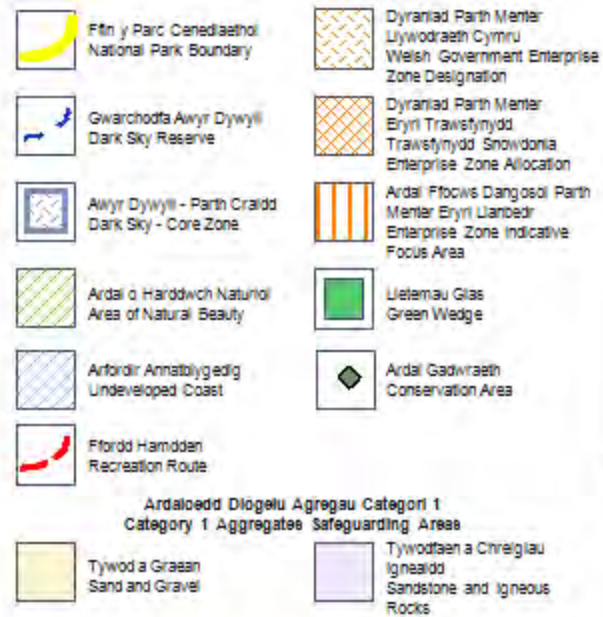 Ffin y Parc Cenedlaethol
National Park Boundary
Gwarchodfa Awyr Dywyll
Dark Sky Reserve
Awyr Dywyll - Parth Craidd
Dark Sky - Core Zone
Ardal o Harddwch Naturiol
Area of Natural Beauty
Arfordir Annatblygedig
Undeveloped Coast
Ffordd Hamdden
Recreation Route
Dyraniad Parth Menter
Llywodraeth Cymru
Welsh Government Enterprise
Zone Designation
Dyraniad Parth Menter
Eryri Trawsfynydd
Trawsfynydd Snowdonia
Enterprise Zone Allocation
Ardal Ffocws Dangosol Parth
Menter Eryri Llanbedr
Enterprise Zone Indicative
Focus Area
Lletemau Glas
Green Wedge
Ardal Gadwraeth
Conservation Area
Ardaloedd Diogelu Agregau Categori 1
Category 1 Aggregates Safeguarding Areas
Tywod a Graean
Sand and Gravel
Tywodfaen a Chreigiau
Igneaidd
Sandstone and Igneous
Rocks